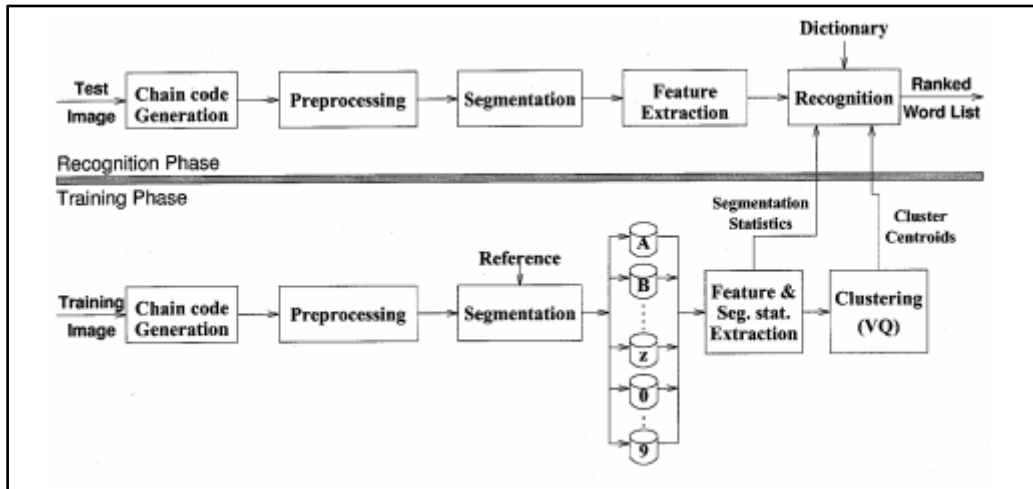 Dictionary
Test
Image
Chain code
Generation
Preprocessing
Segmentation
Feature
Extraction
Recognition
Ranked
Word List
Recognition Phase
Training Phase
Segmentation
Statistics
Cluster
Centroids
Reference
Training
Image
Chain code
Generation
Preprocessing
Segmentation
A
B
z
0
9
Feature &
Seg. stat.
Extraction
Clustering
(VQ)